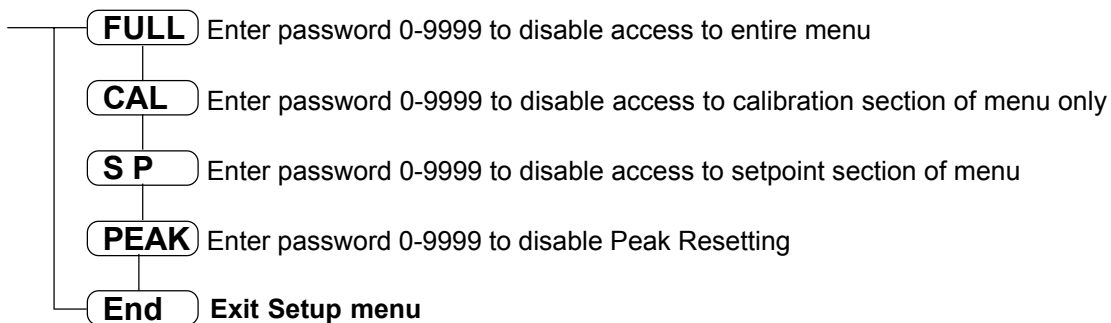 FULL Enter password 0-9999 to disable access to entire menu
CAL Enter password 0-9999 to disable access to calibration section of menu only
S P Enter password 0-9999 to disable access to setpoint section of menu
PEAK Enter password 0-9999 to disable Peak Resetting
End Exit Setup menu